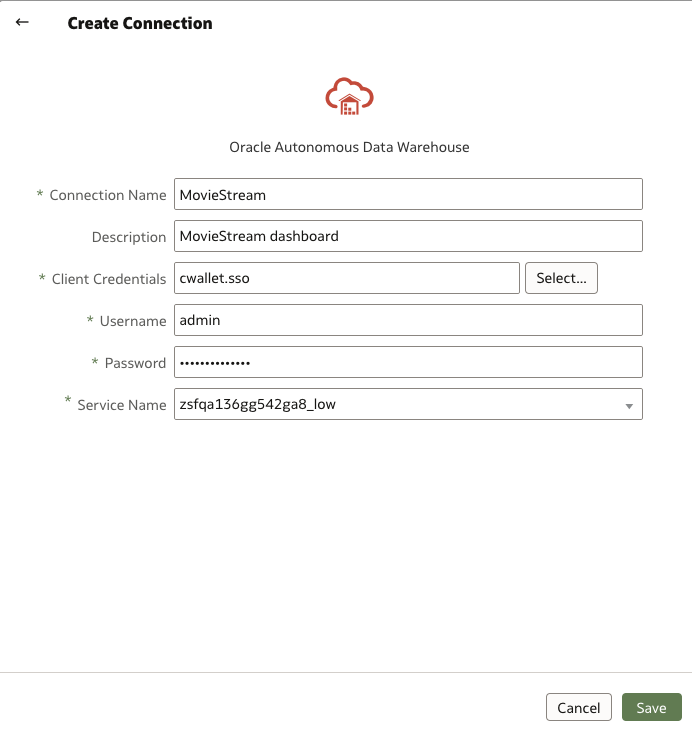 Create Connection
Oracle Autonomous Data Warehouse
* Connection Name MovieStream
Description MovieStream dashboard
* Client Credentials cwallet.sso Select...
* Username admin
* Password ••••••••••••••
* Service Name zsfqa136gg542ga8_low
Cancel Save